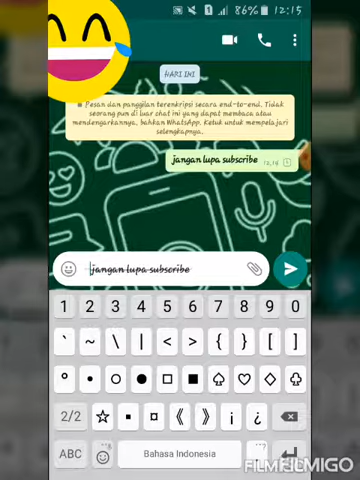 86% 12:15
HARI INI
Pesan dan panggilan terenkripsi secara end-to-end. Tidak
seorang pun di luar chat ini yang dapat membaca atau
mendengarkannya, bahkan WhatsApp. Ketuk untuk mempelajari
selengkapnya.
jangan lupa subscribe 12.14
~jangan lupa subscribe
1 2 3 4 5 6 7 8 9 0
` ~ \ | < > { } [ ]
° • ○ ● □ ■ ♤ ♡ ◇ ♧
2/2 ☆ ▪ ¤ 《 》 ¡ ¿
ABC Bahasa Indonesia
FILMFILMIGO